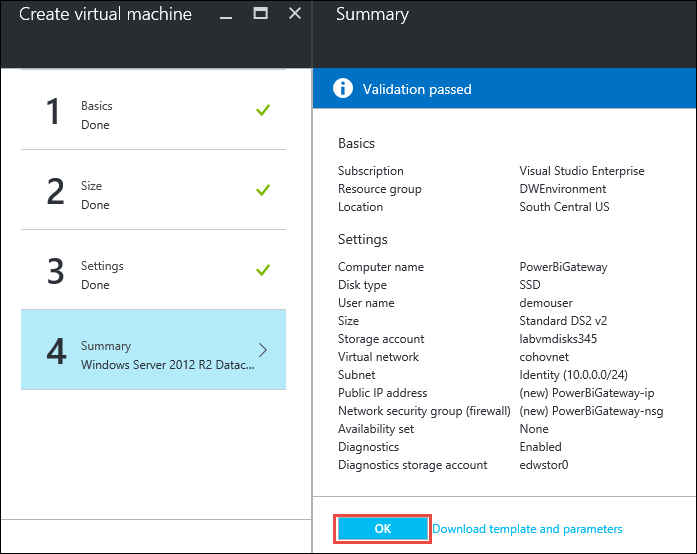 Create virtual machine
1
Basics
Done
2
Size
Done
3
Settings
Done
4
Summary
Windows Server 2012 R2 Datac...
Summary
Validation passed
Basics
Subscription Visual Studio Enterprise
Resource group DWEnvironment
Location South Central US
Settings
Computer name PowerBiGateway
Disk type SSD
User name demouser
Size Standard DS2 v2
Storage account labvmdisks345
Virtual network cohovnet
Subnet Identity (10.0.0.0/24)
Public IP address (new) PowerBiGateway-ip
Network security group (firewall) (new) PowerBiGateway-nsg
Availability set None
Diagnostics Enabled
Diagnostics storage account edwstor0
OK Download template and parameters